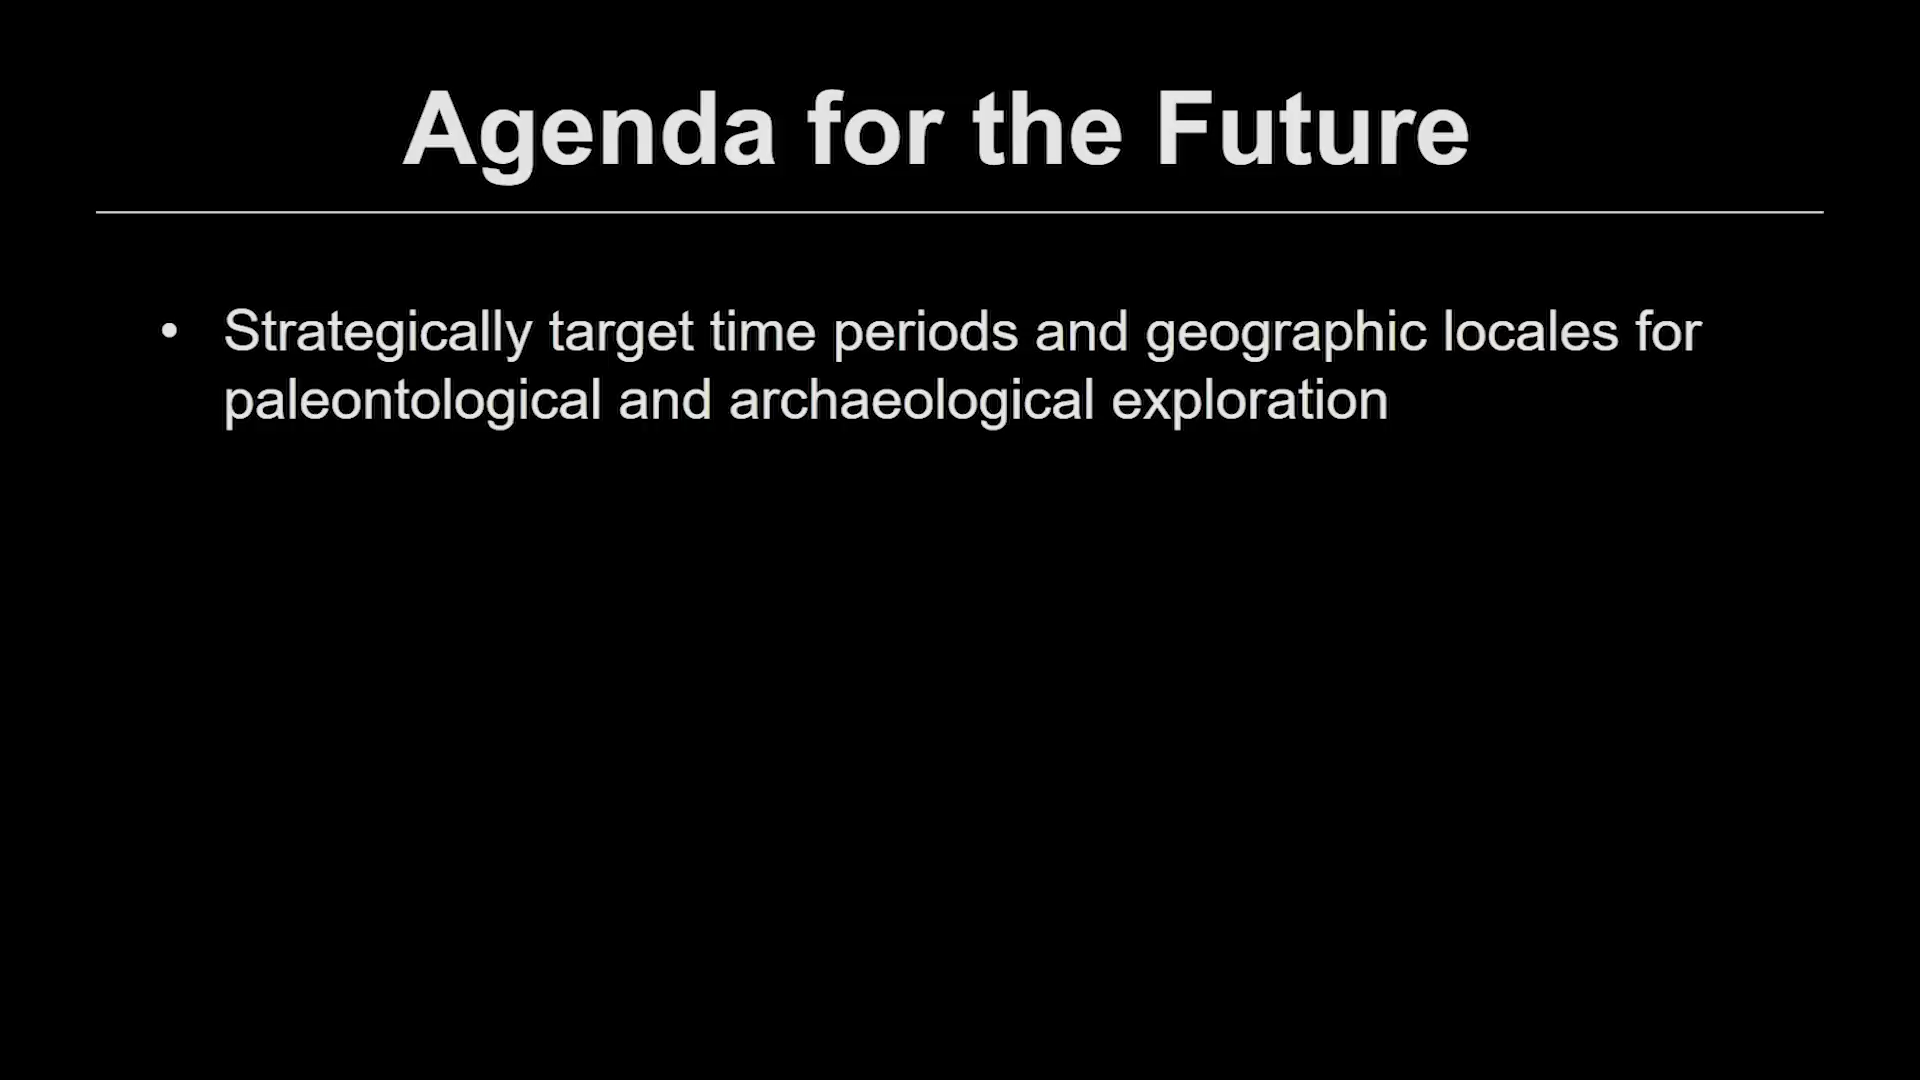 Agenda for the Future
• Strategically target time periods and geographic locales for
paleontological and archaeological exploration